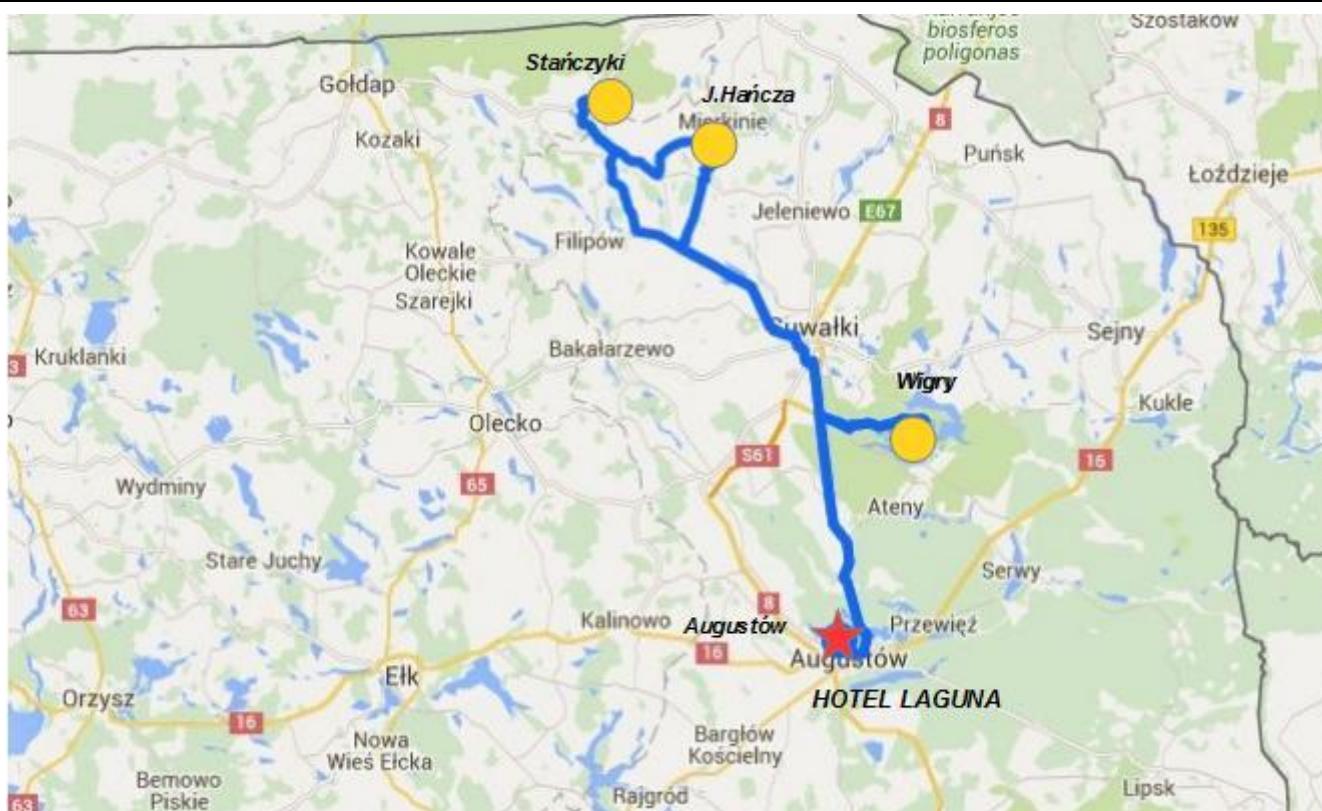 biosferos
poligonas
Szostaków
Stańczyki
Gołdap
J.Hańcza
8
Kozaki
Puńsk
Łoździeje
Jeleniewo
E67
135
Filipów
Kowale
Oleckie
Szarejki
Suwałki
Sejny
3
Kruklanki
Bakałarzewo
Wigry
Kukle
Olecko
S61
16
65
Wydminy
Ateny
Stare Juchy
Serwy
63
8
Kalinowo
Augustów
Przewięź
16
Augustów
Ełk
Orzysz
HOTEL LAGUNA
16
Nowa
Wieś Ełcka
Bargłów
Kościelny
Bemowo
Piskie
Rajgród
Lipsk
63